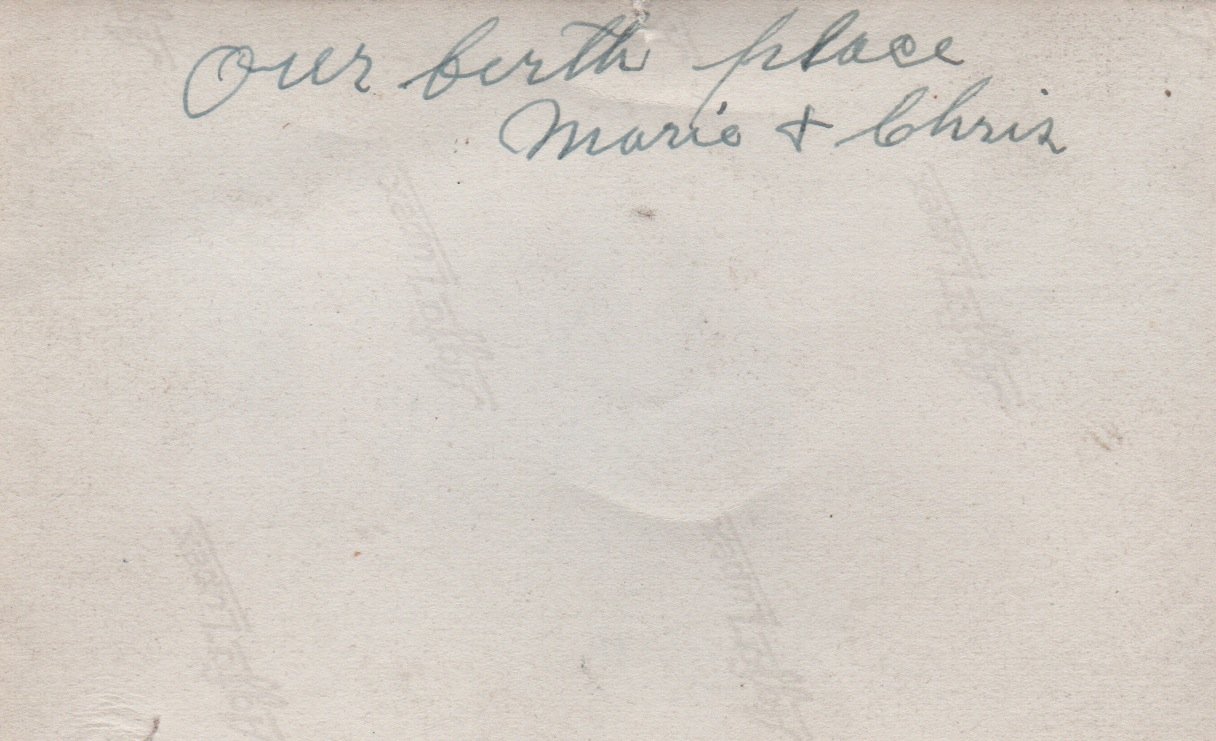 Our birth place
Marie & Chris